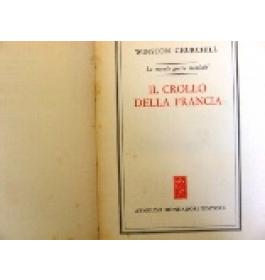 WINSTON CHURCHILL
La seconda guerra mondiale
IL CROLLO
DELLA FRANCIA
ARNOLDO MONDADORI EDITORE